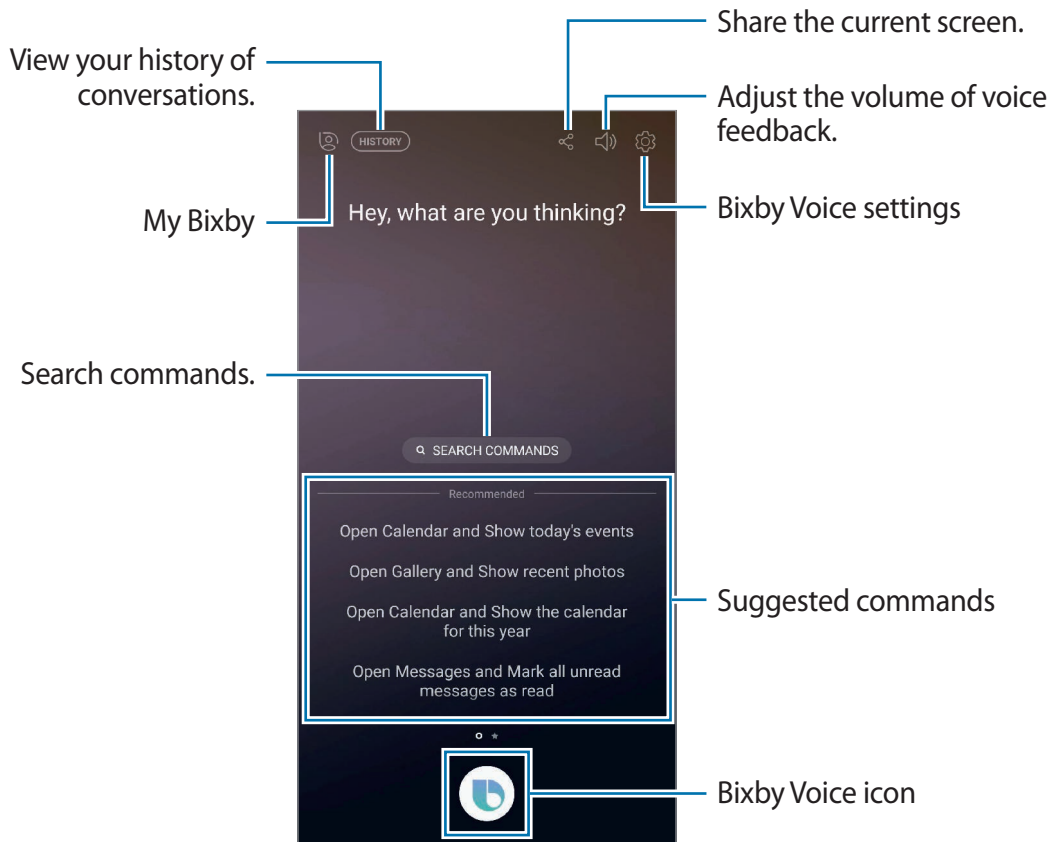 Share the current screen.
View your history of
conversations.
Adjust the volume of voice
feedback.
HISTORY
My Bixby
Hey, what are you thinking?
Bixby Voice settings
Search commands.
SEARCH COMMANDS
Recommended
Open Calendar and Show today's events
Open Gallery and Show recent photos
Open Calendar and Show the calendar
for this year
Open Messages and Mark all unread
messages as read
Suggested commands
Bixby Voice icon